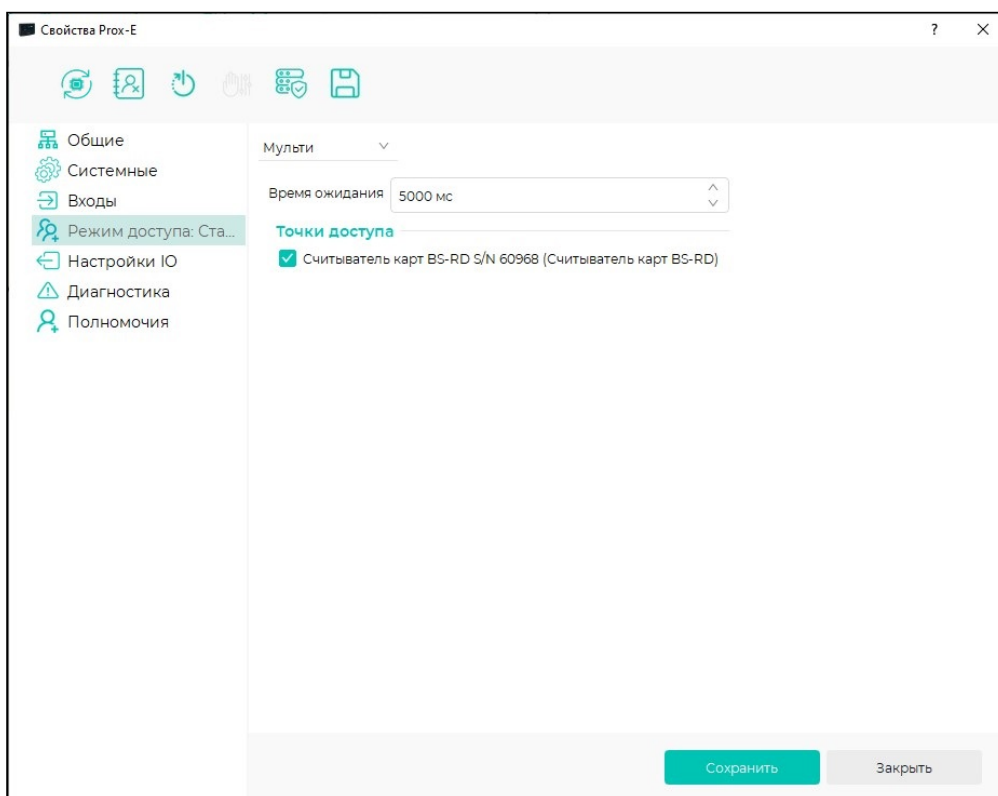 Свойства Prox-E
?
Общие
Системные
Входы
Режим доступа: Ста...
Настройки IO
Диагностика
Полномочия
Мульти
Время ожидания 5000 мс
Точки доступа
Считыватель карт BS-RD S/N 60968 (Считыватель карт BS-RD)
Сохранить
Закрыть